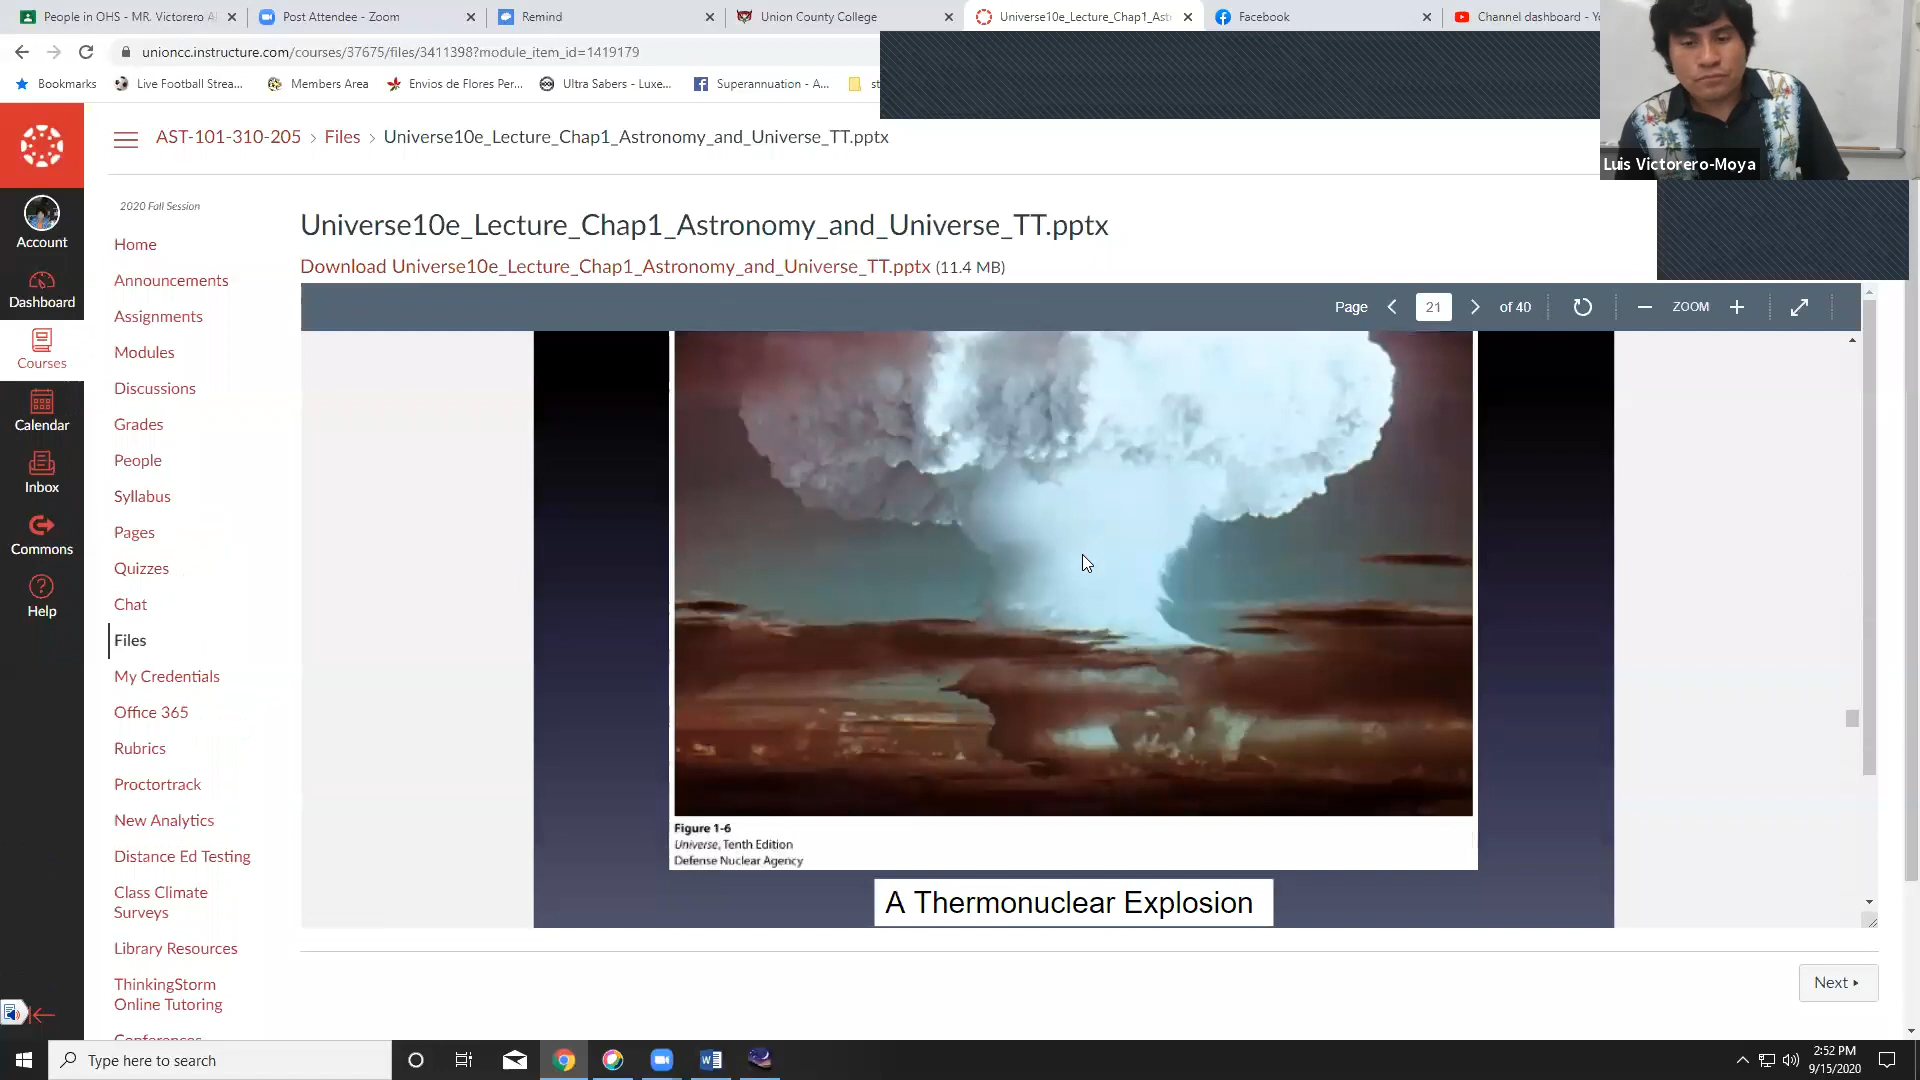 People in OHS - MR. Victorero Al
Post Attendee - Zoom
Remind
Union County College
Universe10e_Lecture_Chap1_Ast
Facebook
Channel dashboard - Yo
unioncc.instructure.com/courses/37675/files/3411398?module_item_id=1419179
Bookmarks
Live Football Strea...
Members Area
Envios de Flores Per...
Ultra Sabers - Luxe...
Superannuation - A...
st
Luis Victorero-Moya
AST-101-310-205 > Files > Universe10e_Lecture_Chap1_Astronomy_and_Universe_TT.pptx
Account
Dashboard
Courses
Calendar
Inbox
Commons
Help
2020 Fall Session
Home
Announcements
Assignments
Modules
Discussions
Grades
People
Syllabus
Pages
Quizzes
Chat
Files
My Credentials
Office 365
Rubrics
Proctortrack
New Analytics
Distance Ed Testing
Class Climate
Surveys
Library Resources
ThinkingStorm
Online Tutoring
Conferences
Universe10e_Lecture_Chap1_Astronomy_and_Universe_TT.pptx
Download Universe10e_Lecture_Chap1_Astronomy_and_Universe_TT.pptx (11.4 MB)
Page 21 of 40 ZOOM
Figure 1-6
Universe, Tenth Edition
Defense Nuclear Agency
A Thermonuclear Explosion
Next
Type here to search
2:52 PM
9/15/2020